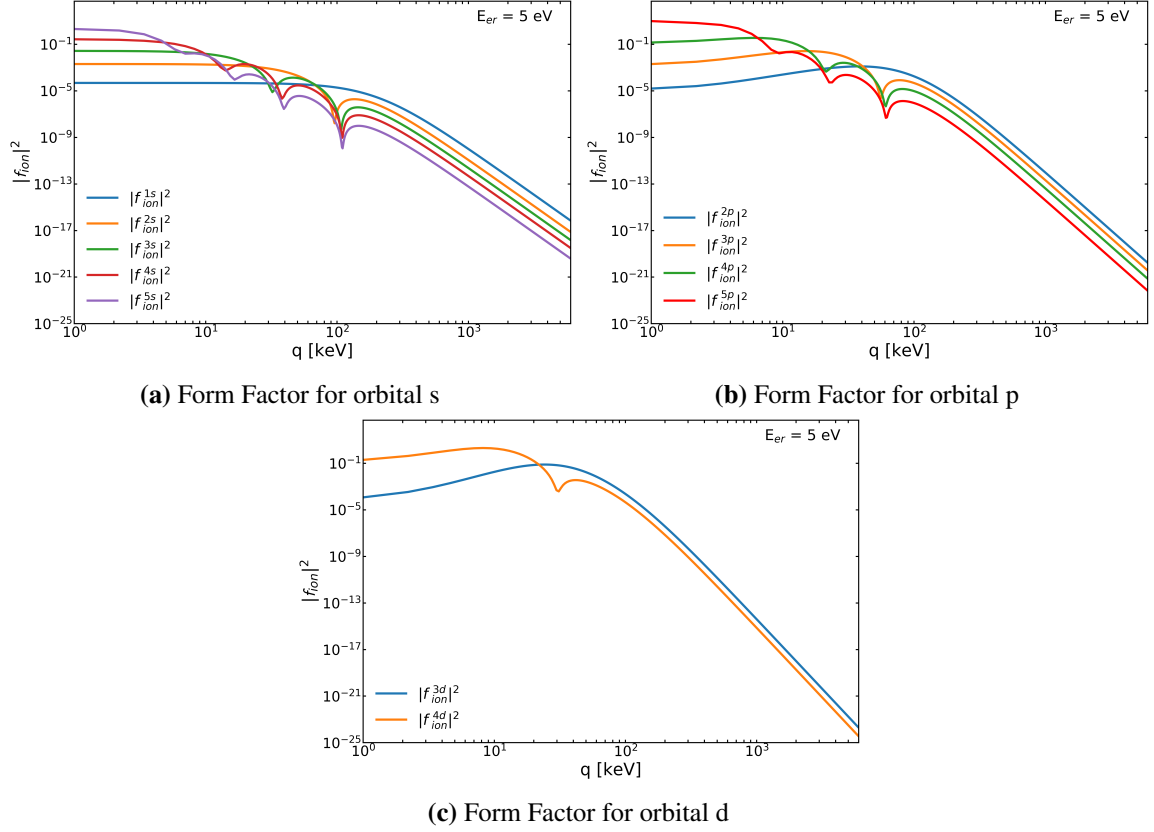 E_er = 5 eV
|f_ion|^2
10^-1
10^-5
10^-9
10^-13
10^-17
10^-21
10^-25
|f_ion^1s|^2
|f_ion^2s|^2
|f_ion^3s|^2
|f_ion^4s|^2
|f_ion^5s|^2
10^0 10^1 10^2 10^3
q [keV]
(a) Form Factor for orbital s
E_er = 5 eV
|f_ion|^2
10^-1
10^-5
10^-9
10^-13
10^-17
10^-21
10^-25
|f_ion^2p|^2
|f_ion^3p|^2
|f_ion^4p|^2
|f_ion^5p|^2
10^0 10^1 10^2 10^3
q [keV]
(b) Form Factor for orbital p
E_er = 5 eV
|f_ion|^2
10^-1
10^-5
10^-9
10^-13
10^-17
10^-21
10^-25
|f_ion^3d|^2
|f_ion^4d|^2
10^0 10^1 10^2 10^3
q [keV]
(c) Form Factor for orbital d